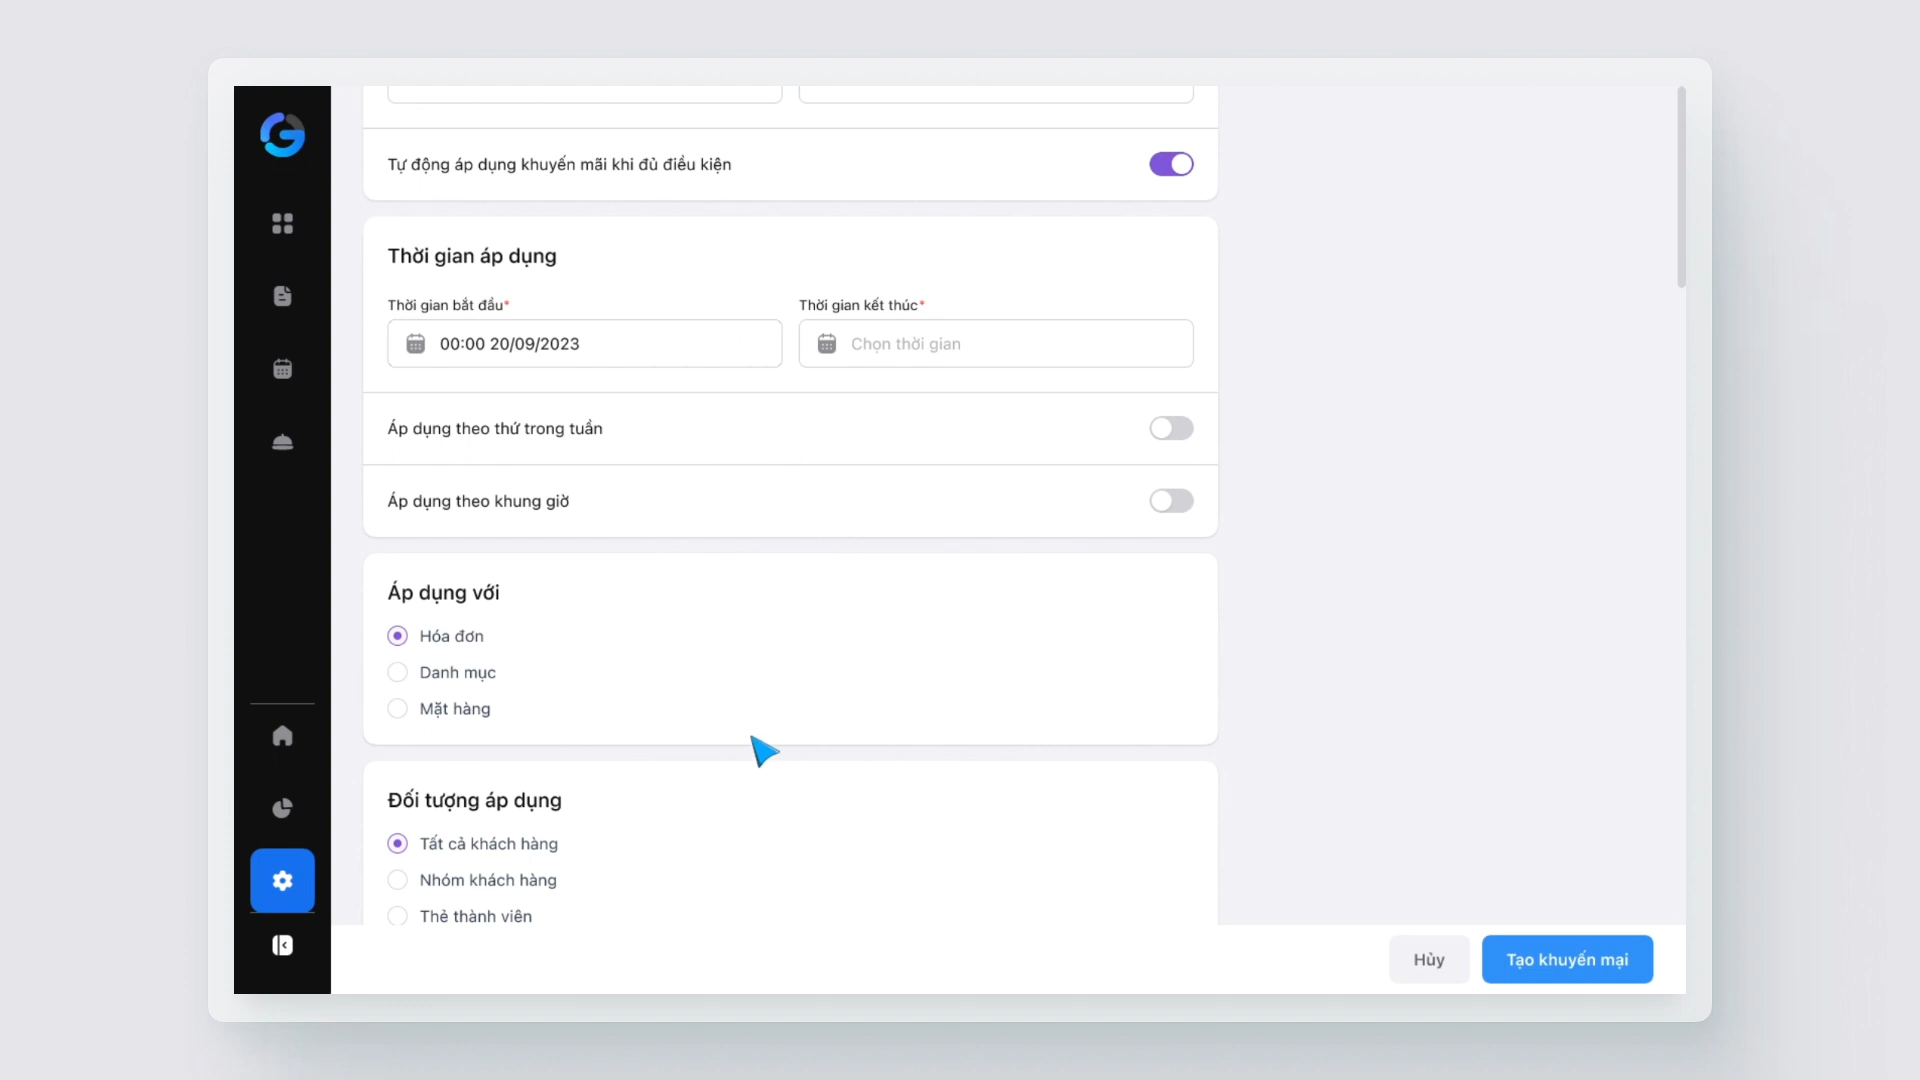 Tự động áp dụng khuyến mãi khi đủ điều kiện
Thời gian áp dụng
Thời gian bắt đầu*
Thời gian kết thúc*
00:00 20/09/2023
Chọn thời gian
Áp dụng theo thứ trong tuần
Áp dụng theo khung giờ
Áp dụng với
Hóa đơn
Danh mục
Mặt hàng
Đối tượng áp dụng
Tất cả khách hàng
Nhóm khách hàng
Thẻ thành viên
Hủy
Tạo khuyến mại